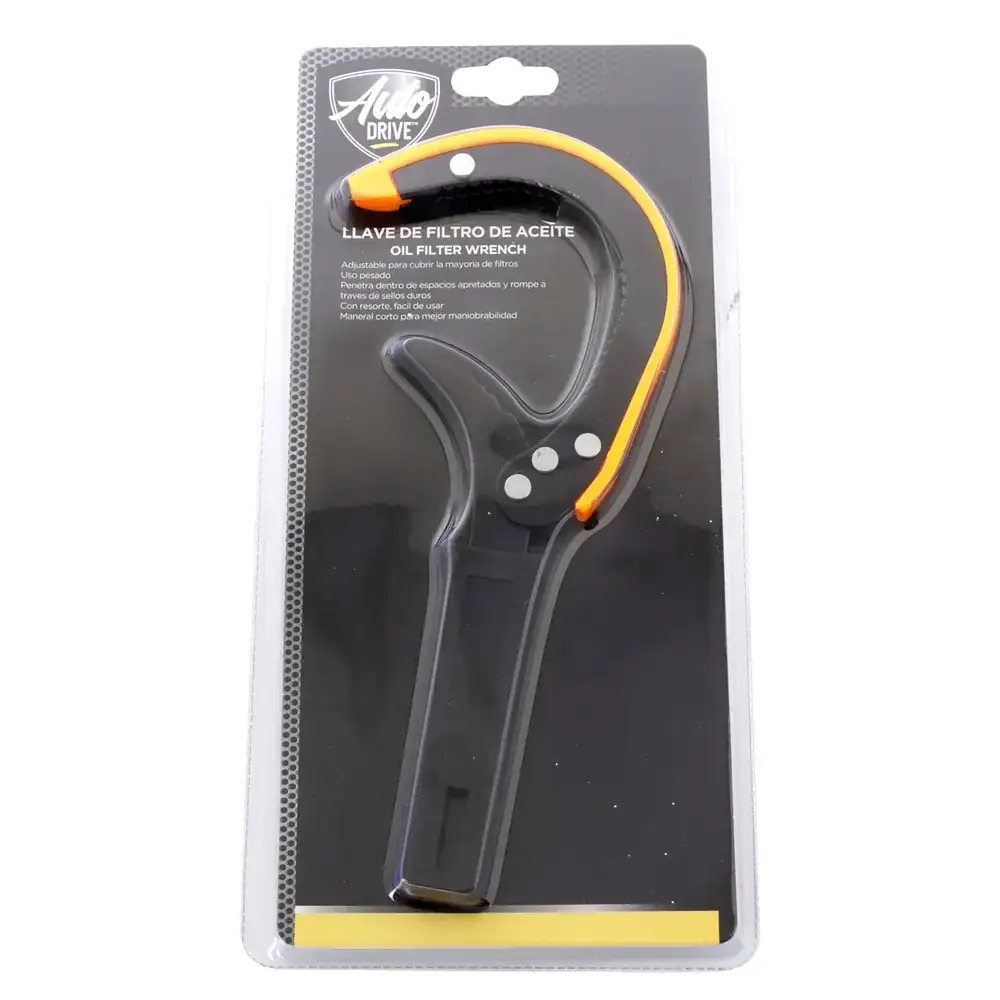 Auto
DRIVE™
LLAVE DE FILTRO DE ACEITE
OIL FILTER WRENCH
Adjustable para cubrir la mayoria de filtros
Uso pesado
Penetra dentro de espacios apretados y rompe a
traves de sellos duros
Con resorte, facil de usar
Maneral corto para mejor maniobrabilidad